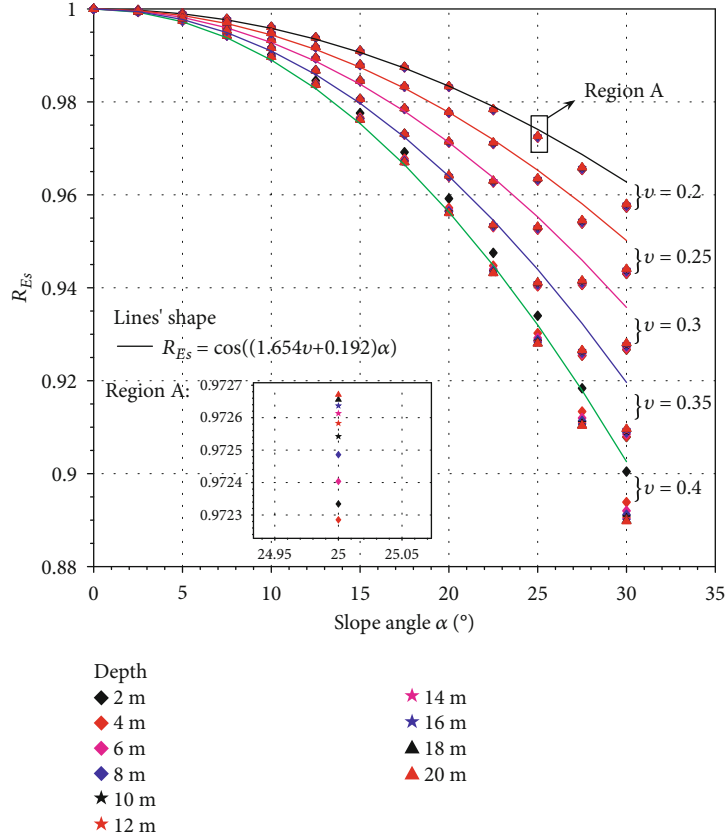 1
0.98
0.96
0.94
0.92
0.9
0.88
R_Es
Region A
υ = 0.2
υ = 0.25
υ = 0.3
υ = 0.35
υ = 0.4
Lines' shape
R_Es = cos((1.654υ+0.192)α)
Region A:
0.9727
0.9726
0.9725
0.9724
0.9723
24.95 25 25.05
0 5 10 15 20 25 30 35
Slope angle α (°)
Depth
2 m
4 m
6 m
8 m
10 m
12 m
14 m
16 m
18 m
20 m